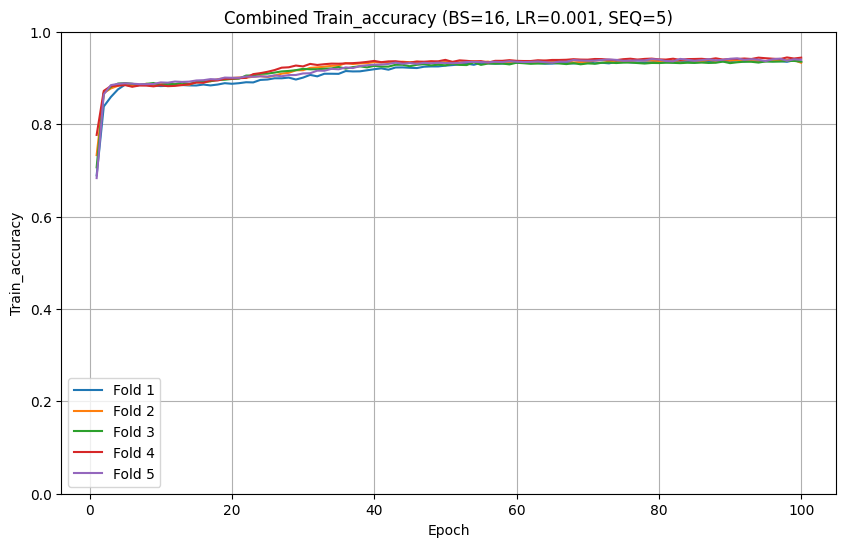 Combined Train_accuracy (BS=16, LR=0.001, SEQ=5)
1.0
0.8
0.6
0.4
0.2
0.0
Train_accuracy
Fold 1
Fold 2
Fold 3
Fold 4
Fold 5
0 20 40 60 80 100
Epoch